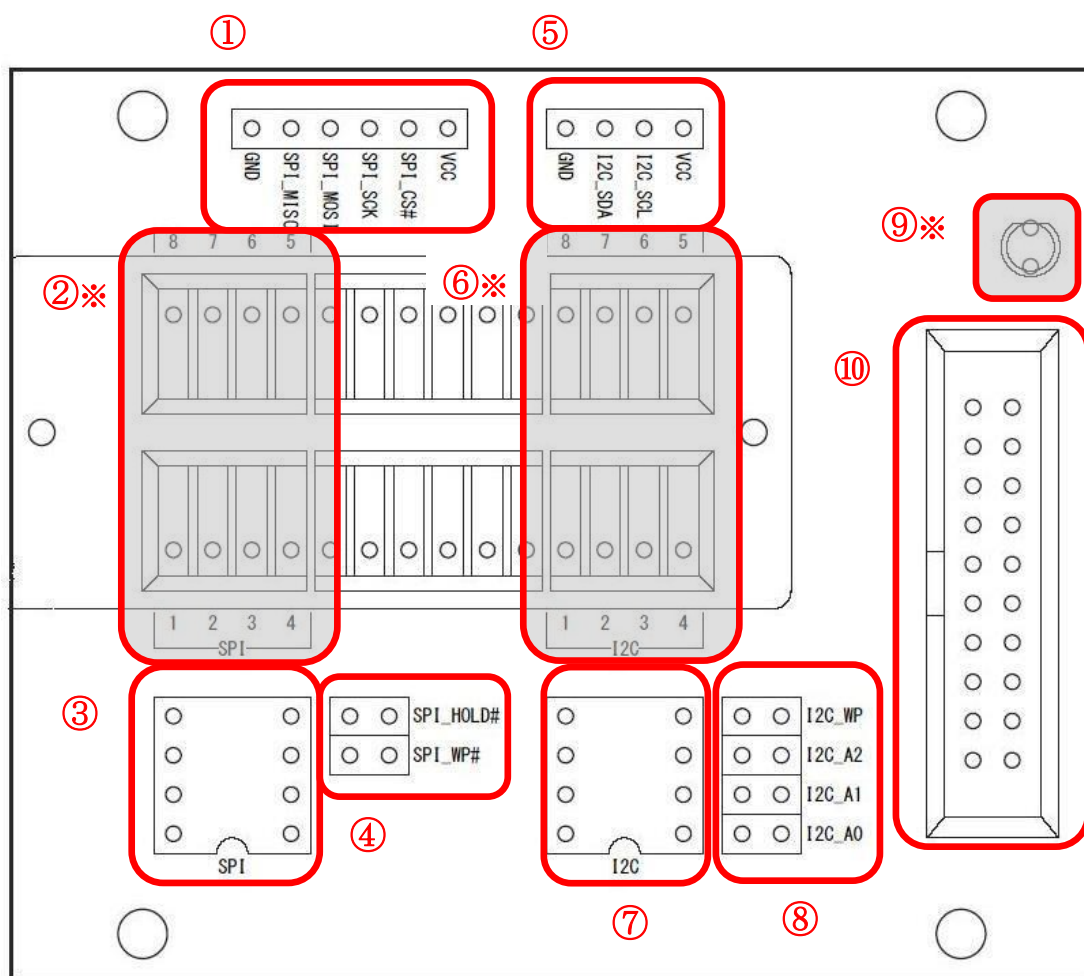 ① ⑤
GND SPI_MISO SPI_MOSI SPI_SCK SPI_CS# VCC
GND I2C_SDA I2C_SCL VCC
⑨※
8 7 6 5
8 7 6 5
②※
⑥※
⑩
1 2 3 4
SPI
1 2 3 4
I2C
③
SPI_HOLD#
SPI_WP#
④
SPI
I2C_WP
I2C_A2
I2C_A1
I2C_A0
I2C
⑦
⑧